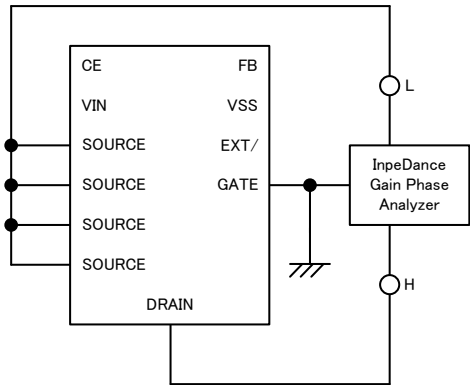 CE FB
VIN VSS
SOURCE EXT/
SOURCE GATE
SOURCE
SOURCE
DRAIN
L
InpeDance
Gain Phase
Analyzer
H